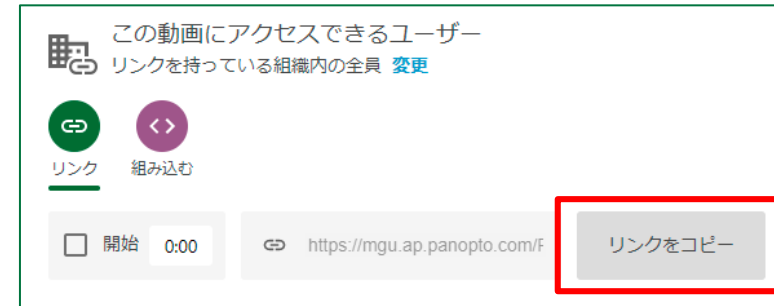 この動画にアクセスできるユーザー
リンクを持っている組織内の全員 変更
リンク 組み込む
開始 0:00 https://mgu.ap.panopto.com/F リンクをコピー